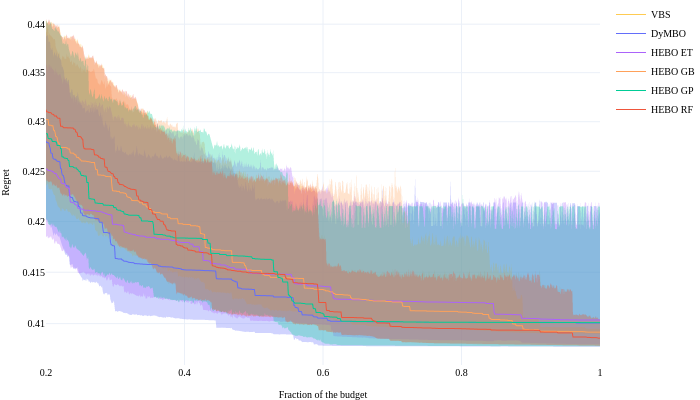 0.44
0.435
0.43
0.425
0.42
0.415
0.41
Regret
0.2
0.4
0.6
0.8
1
Fraction of the budget
VBS
DyMBO
HEBO ET
HEBO GB
HEBO GP
HEBO RF